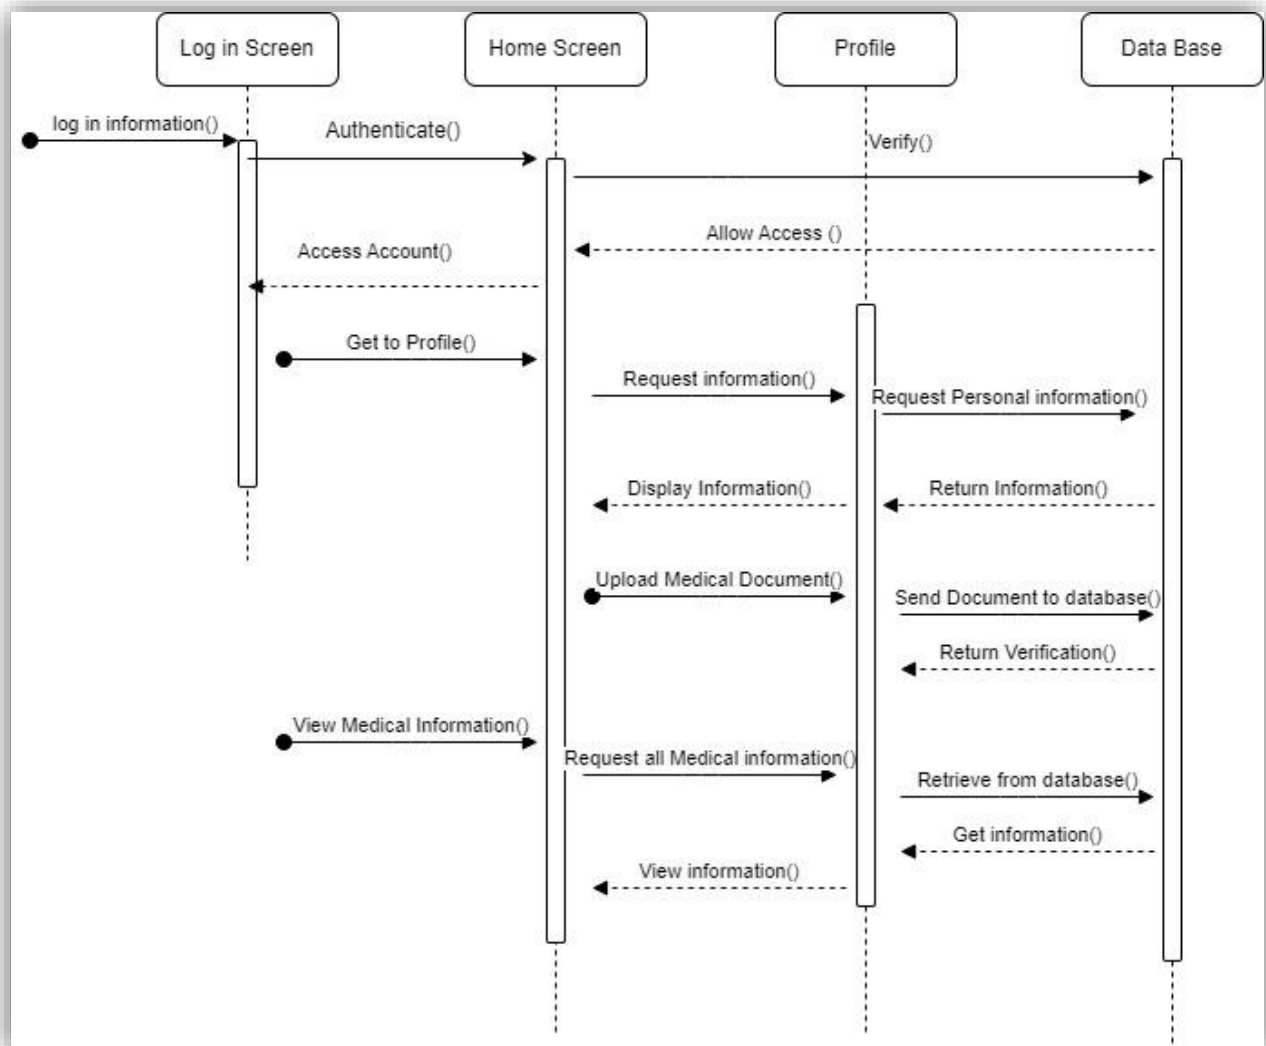 Log in Screen
Home Screen
Profile
Data Base
log in information()
Authenticate()
Verify()
Allow Access ()
Access Account()
Get to Profile()
Request information()
Request Personal information()
Display Information()
Return Information()
Upload Medical Document()
Send Document to database()
Return Verification()
View Medical Information()
Request all Medical information()
Retrieve from database()
Get information()
View information()